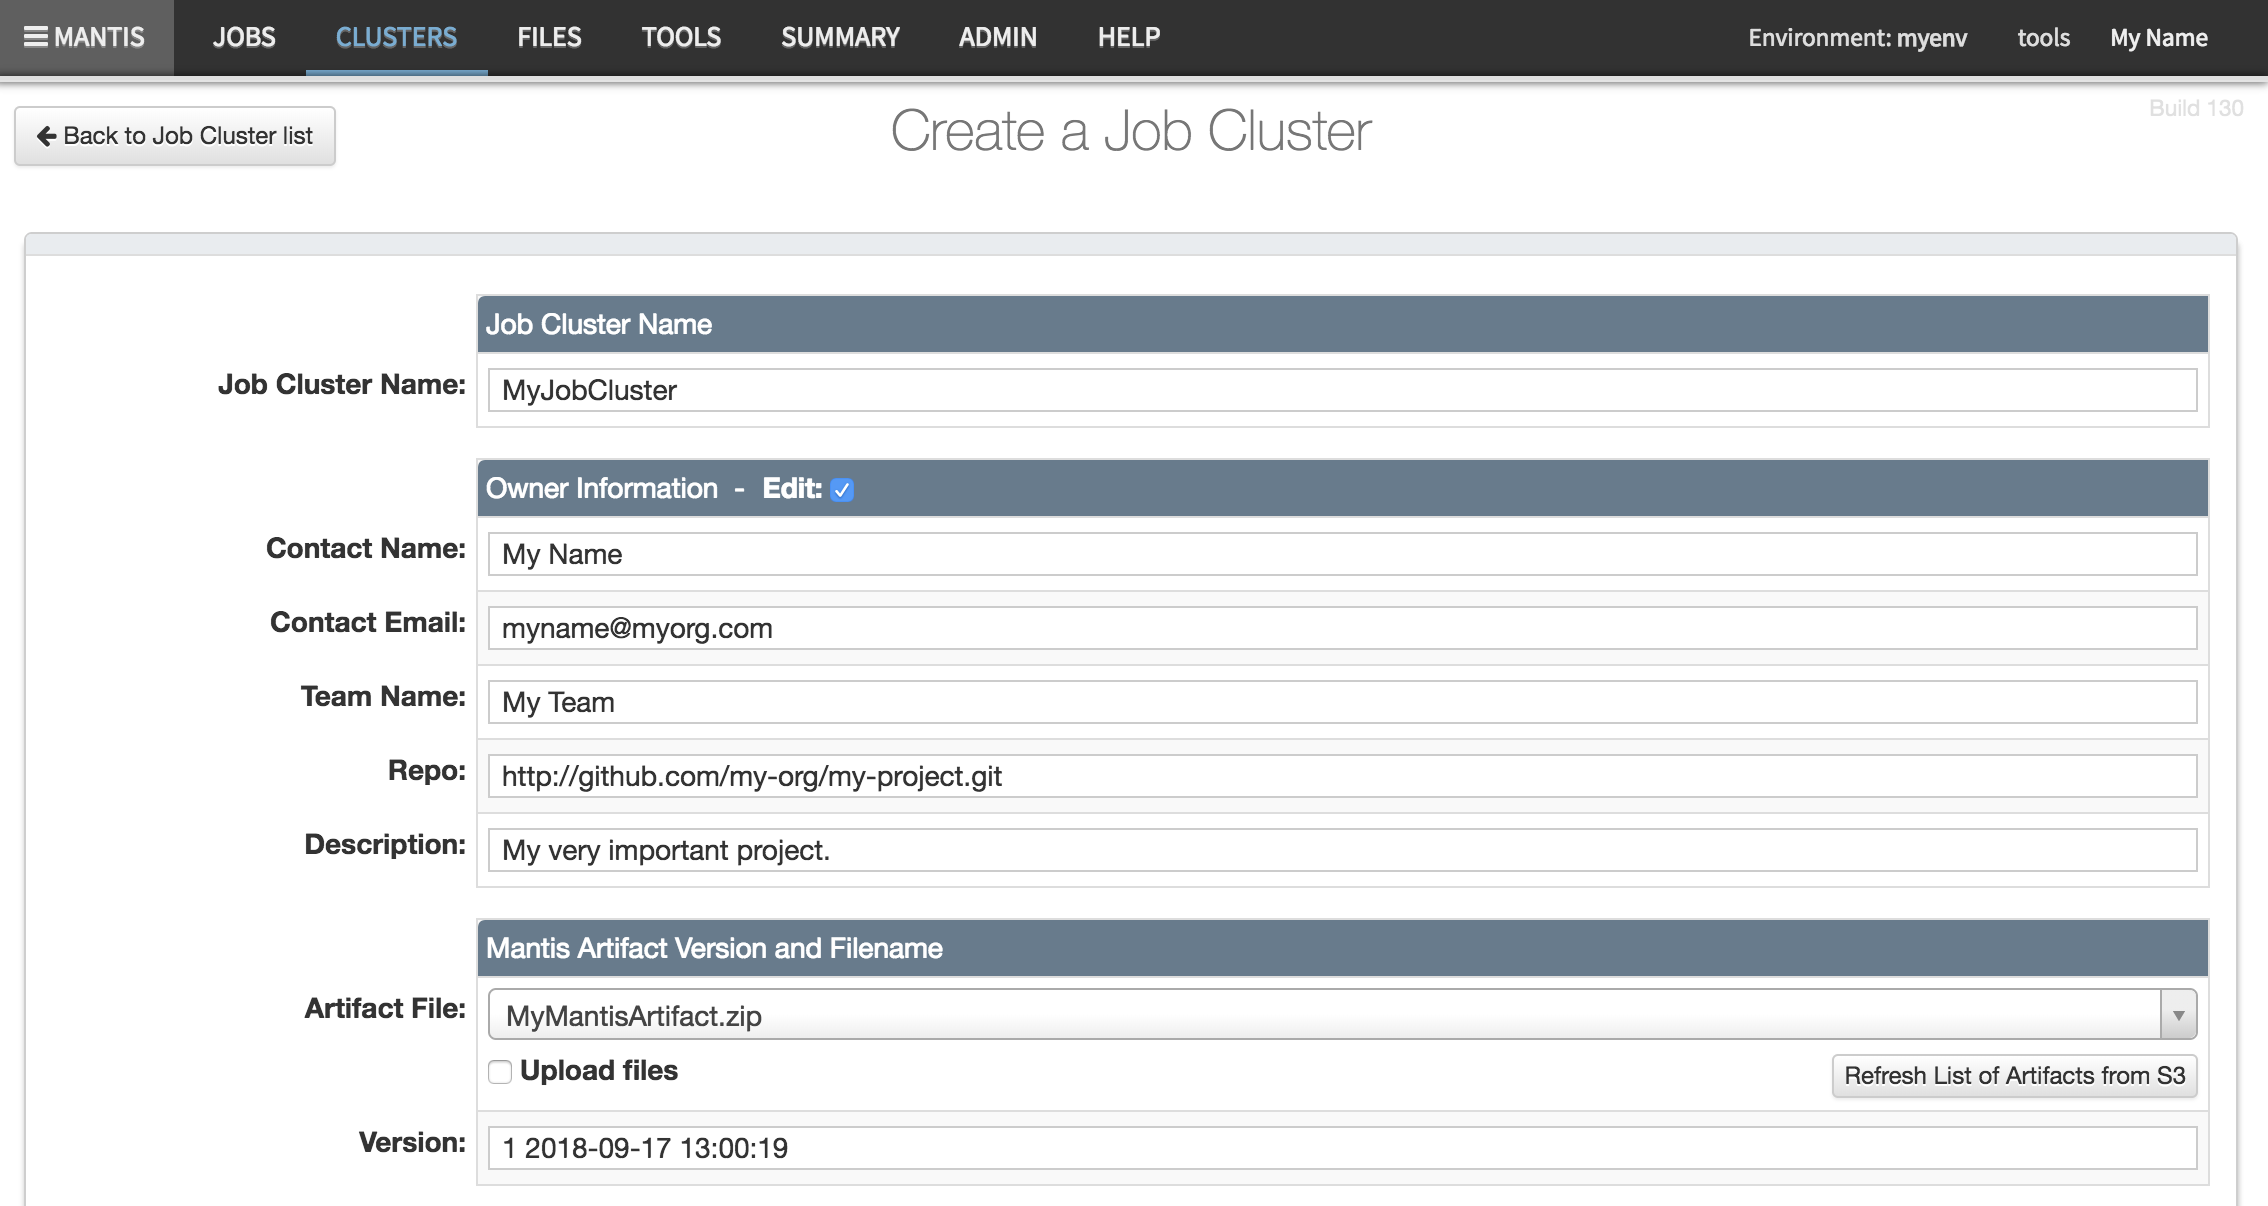 MANTIS JOBS CLUSTERS FILES TOOLS SUMMARY ADMIN HELP Environment: myenv tools My Name
Build 130
Back to Job Cluster list
Create a Job Cluster
Job Cluster Name
Job Cluster Name: MyJobCluster
Owner Information - Edit:
Contact Name: My Name
Contact Email: myname@myorg.com
Team Name: My Team
Repo: http://github.com/my-org/my-project.git
Description: My very important project.
Mantis Artifact Version and Filename
Artifact File: MyMantisArtifact.zip
Upload files Refresh List of Artifacts from S3
Version: 1 2018-09-17 13:00:19